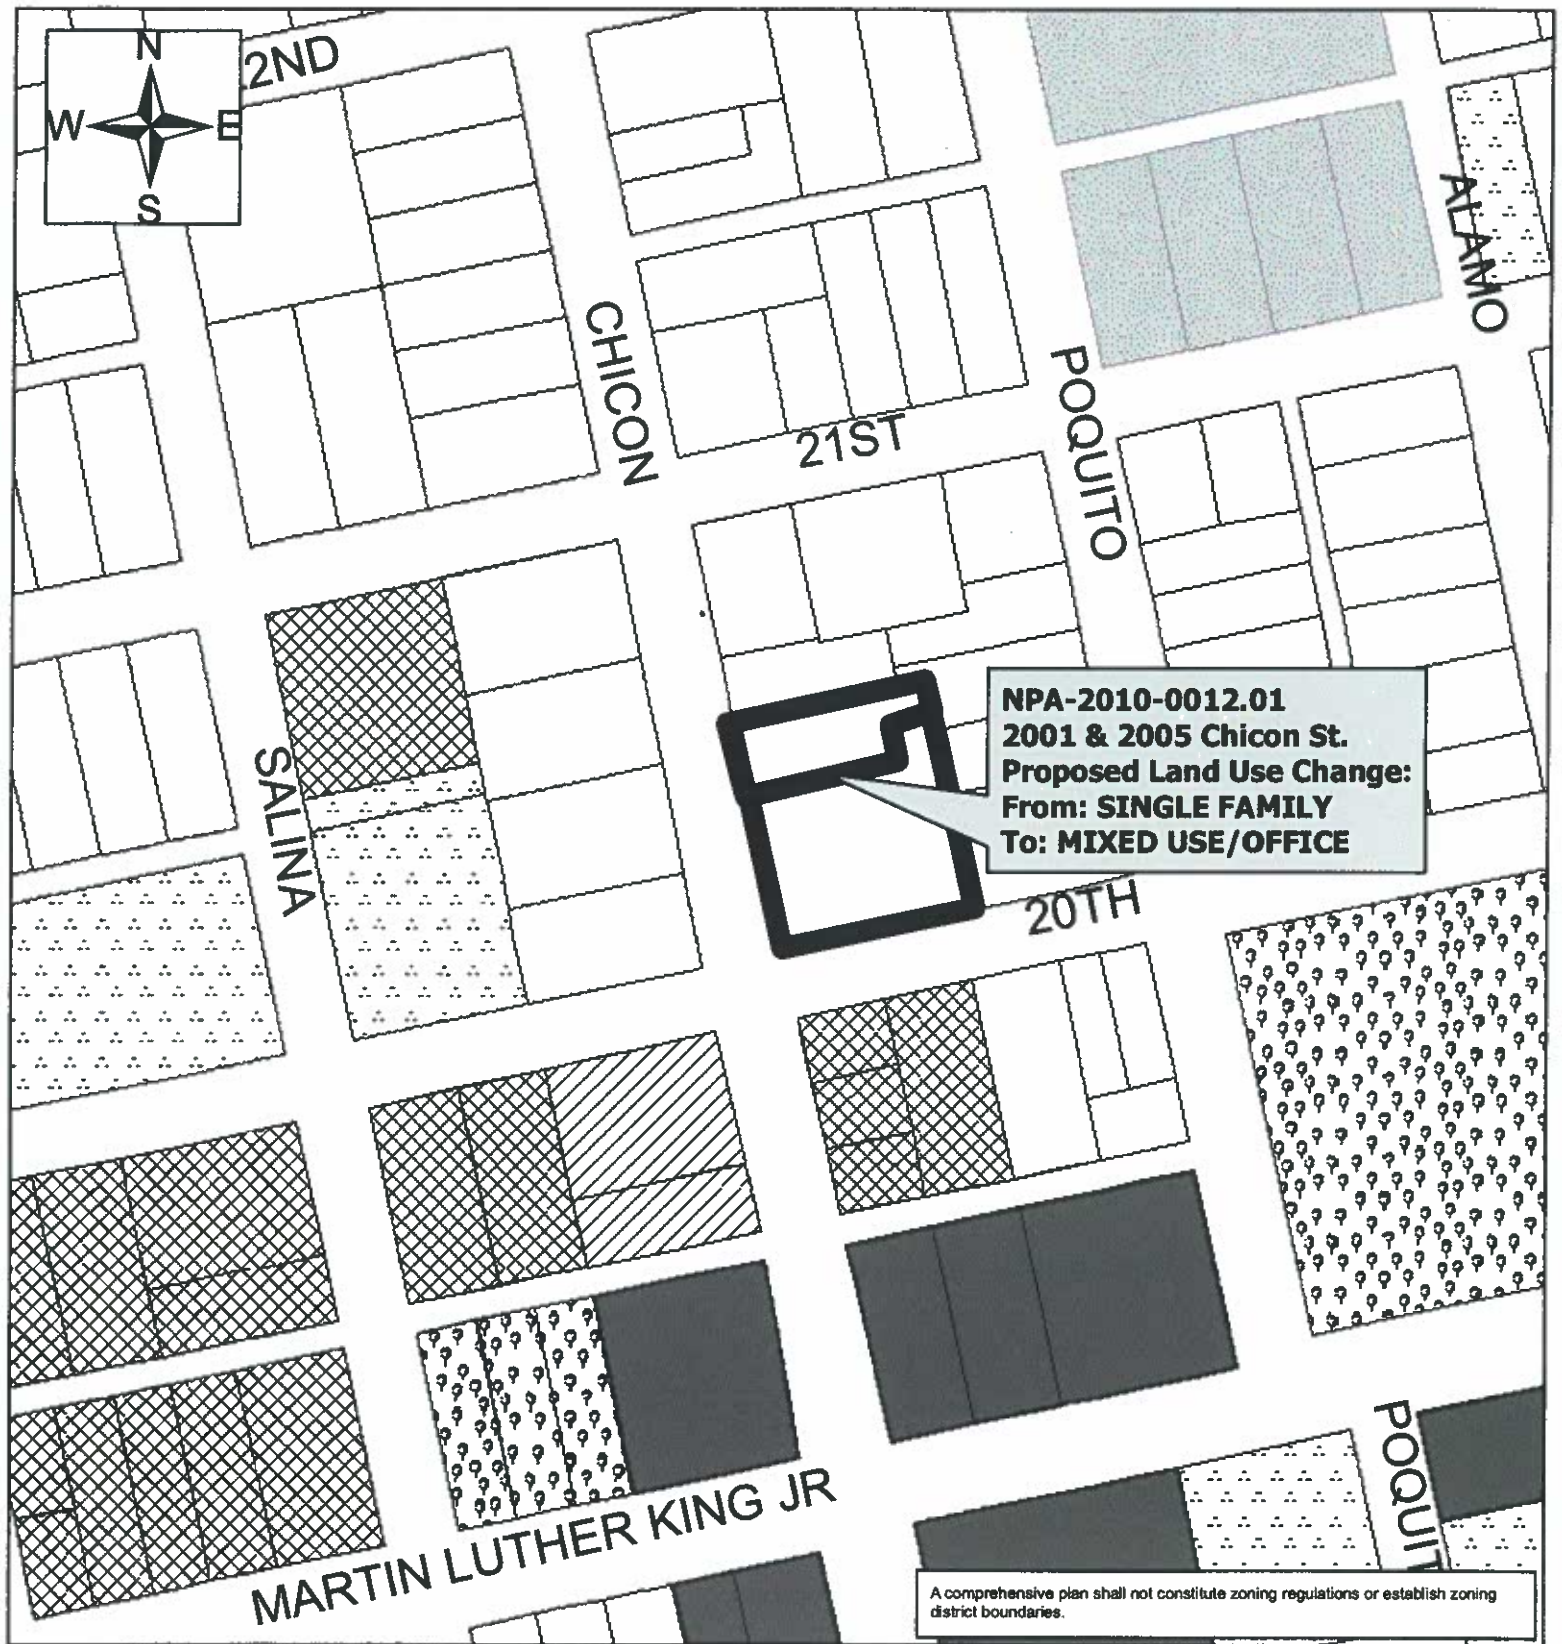 N
W E
S
2ND
ALAMO
CHICON
POQUITO
21ST
NPA-2010-0012.01
2001 & 2005 Chicon St.
Proposed Land Use Change:
From: SINGLE FAMILY
To: MIXED USE/OFFICE
SALINA
20TH
POQUIT
MARTIN LUTHER KING JR
A comprehensive plan shall not constitute zoning regulations or establish zoning
district boundaries.